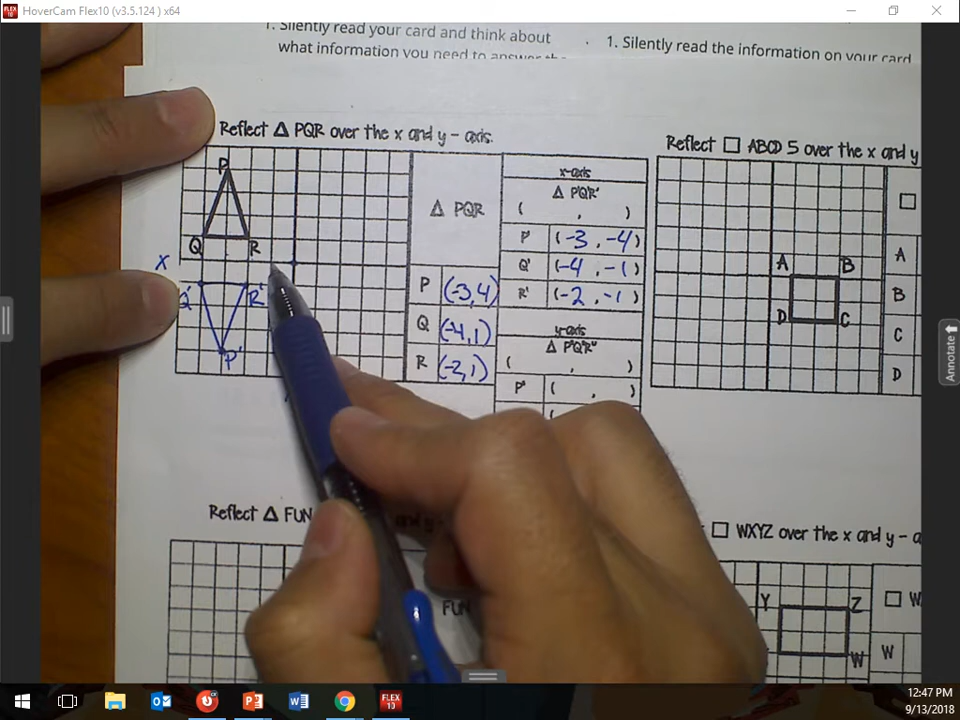 HoverCam Flex10 (v3.5.124 ) x64
1. Silently read your card and think about
what information you need to answer the
1. Silently read the information on your card
Reflect Δ PQR over the x and y - axis.
P
Q
R
X
Q'
R'
P'
Δ PQR
P (-3,4)
Q (-4,1)
R (-2,1)
x-axis
Δ P'Q'R'
( , )
P' (-3, -4)
Q' (-4, -1)
R' (-2, -1)
y-axis
Δ P"Q"R"
( , )
P" ( , )
Reflect □ ABCD 5 over the x and y
A
B
D
C
□
A
B
C
D
Reflect Δ FUN
and y
FUN
□ WXYZ over the x and y - a
Y
Z
W
□ W
W
Annotate
FLEX
10
12:47 PM
9/13/2018